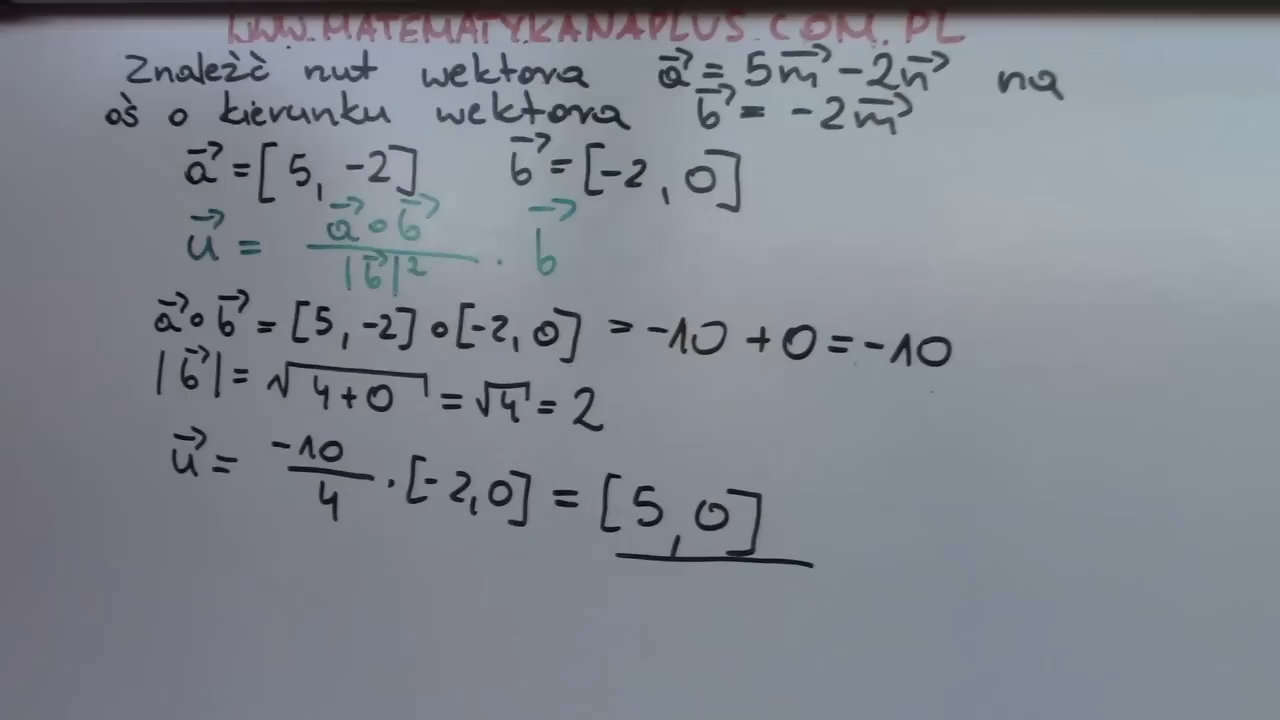 WWW.MATEMATYKANAPLUS.COM.PL
Znaleźć rzut wektora a⃗ = 5m⃗ - 2n⃗ na
oś o kierunku wektora b⃗ = -2m⃗
a⃗ = [5, -2] b⃗ = [-2, 0]
u⃗ = (a⃗ ∘ b⃗)/|b⃗|² · b⃗
a⃗ ∘ b⃗ = [5, -2] ∘ [-2, 0] = -10 + 0 = -10
|b⃗| = √(4+0) = √4 = 2
u⃗ = -10/4 · [-2, 0] = [5, 0]